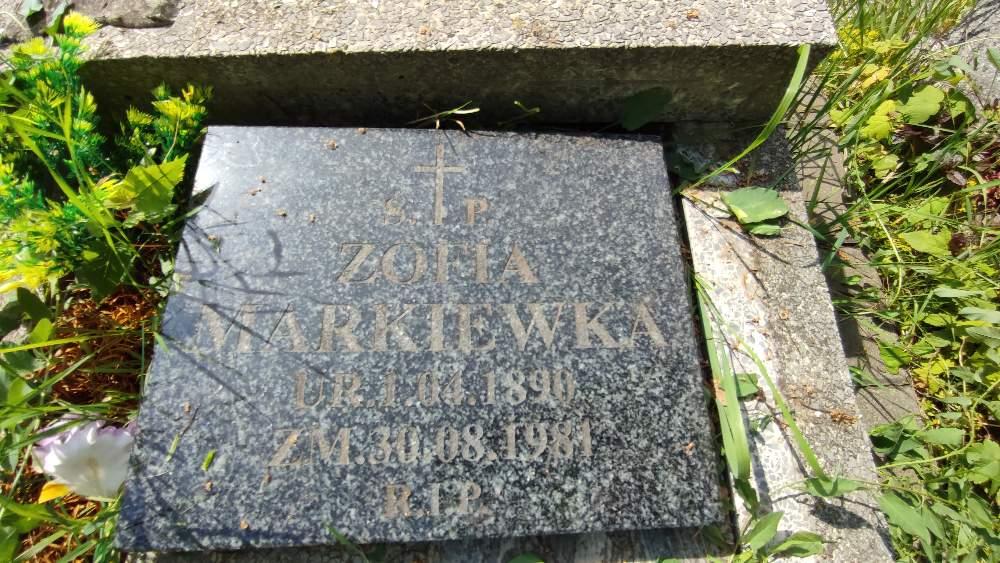 Ś. P.
ZOFIA
MARKIEWKA
UR.1.04.1890
ZM.30.08.1981
R.I.P.